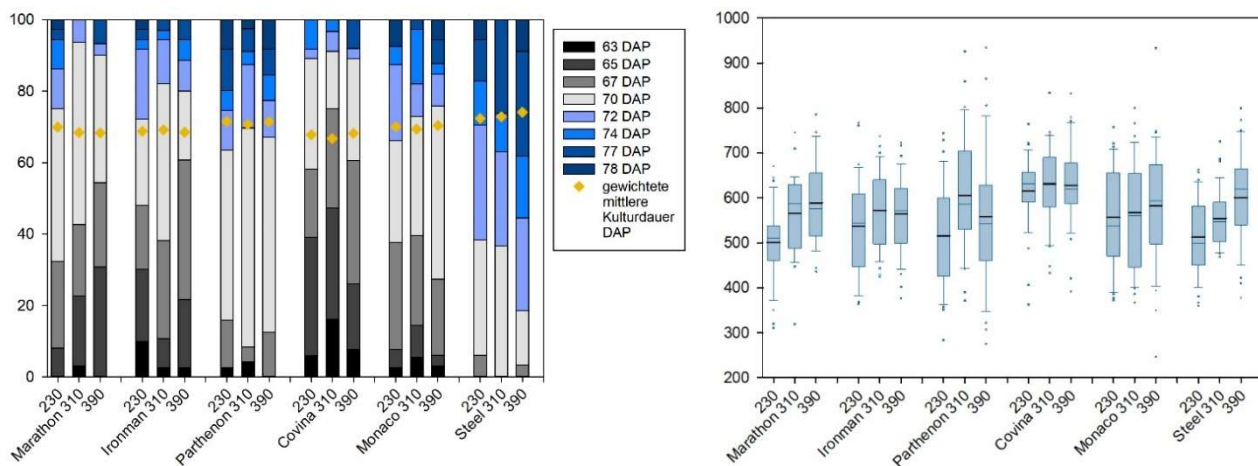 100
80
60
40
20
0
230
Marathon 310
390
230
Ironman 310
390
230
Parthenon 310
390
230
Covina 310
390
230
Monaco 310
390
230
Steel 310
390
63 DAP
65 DAP
67 DAP
70 DAP
72 DAP
74 DAP
77 DAP
78 DAP
gewichtete
mittlere
Kulturdauer
DAP
1000
900
800
700
600
500
400
300
200
230
Marathon 310
390
230
Ironman 310
390
230
Parthenon 310
390
230
Covina 310
390
230
Monaco 310
390
230
Steel 310
390